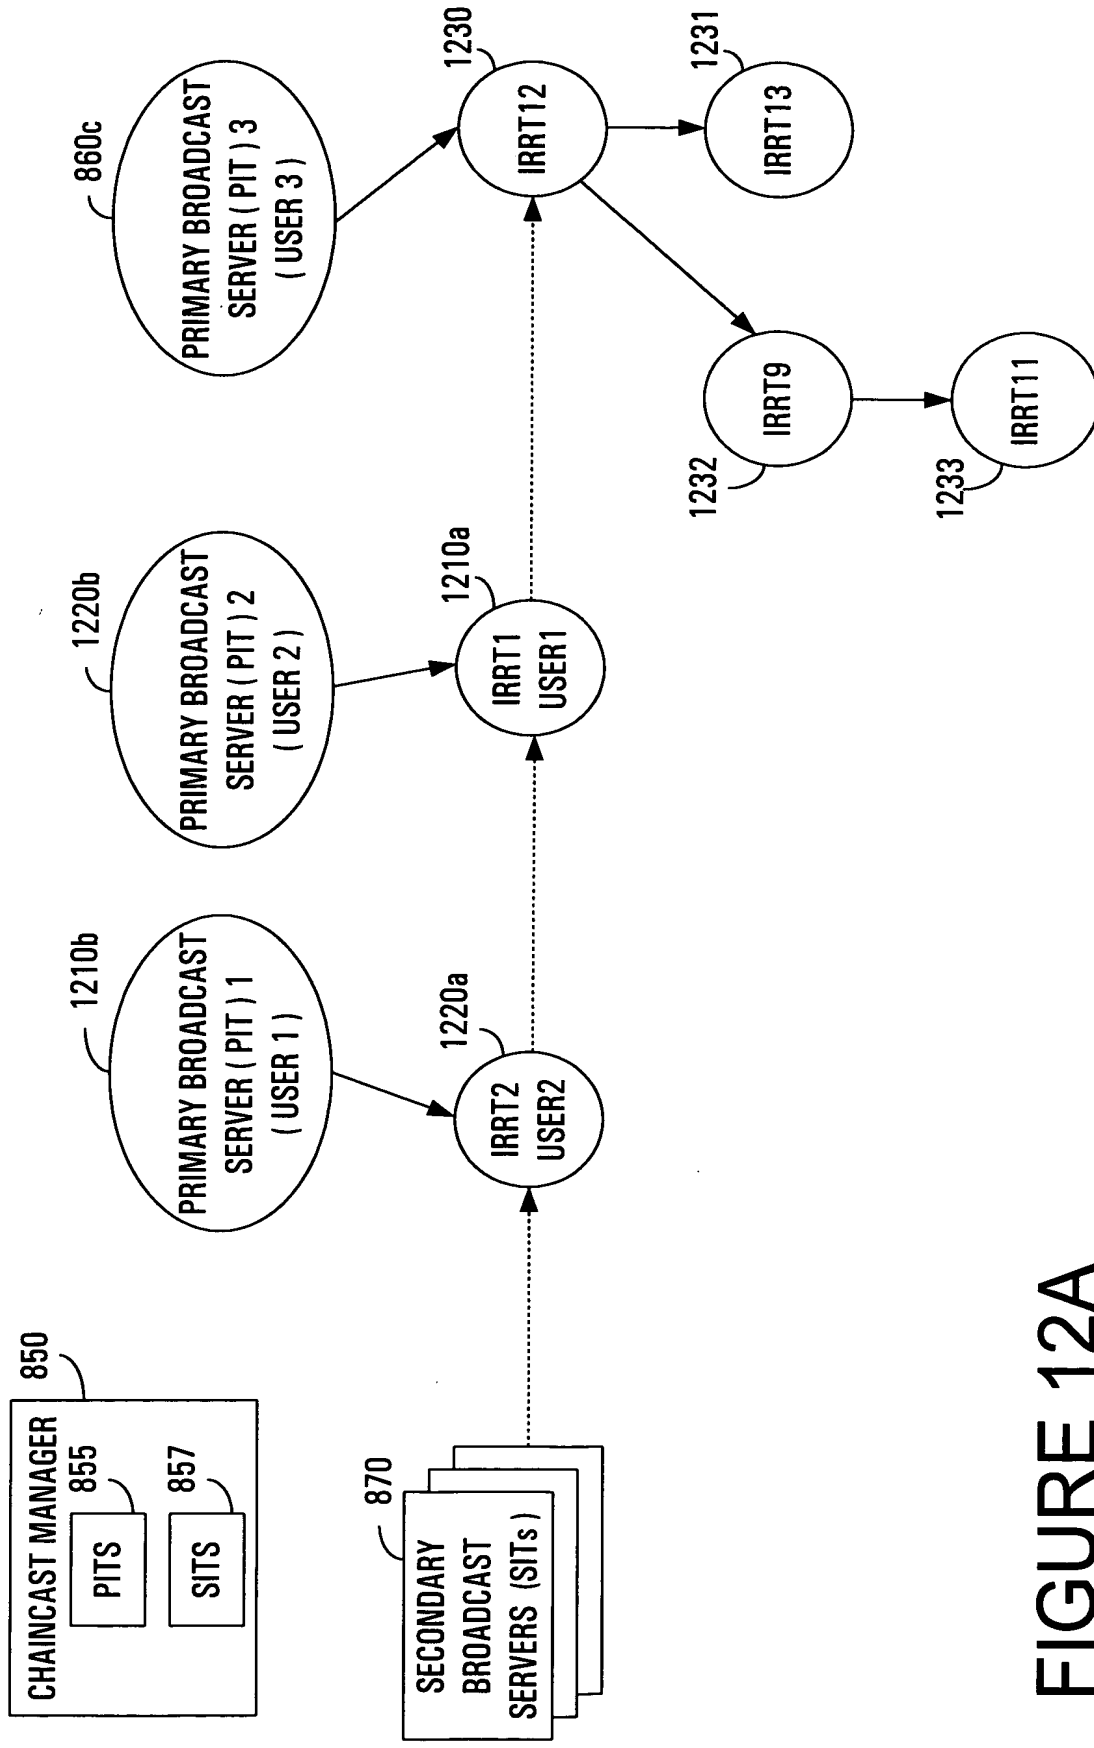 CHAINCAST MANAGER
850
PITS
855
SITS
857
PRIMARY BROADCAST
SERVER ( PIT ) 1
( USER 1 )
1210b
PRIMARY BROADCAST
SERVER ( PIT ) 2
( USER 2 )
1220b
PRIMARY BROADCAST
SERVER ( PIT ) 3
( USER 3 )
860c
SECONDARY
BROADCAST
SERVERS (SITs )
870
IRRT2
USER2
1220a
IRRT1
USER1
1210a
IRRT12
1230
IRRT9
1232
IRRT13
1231
IRRT11
1233
FIGURE 12A